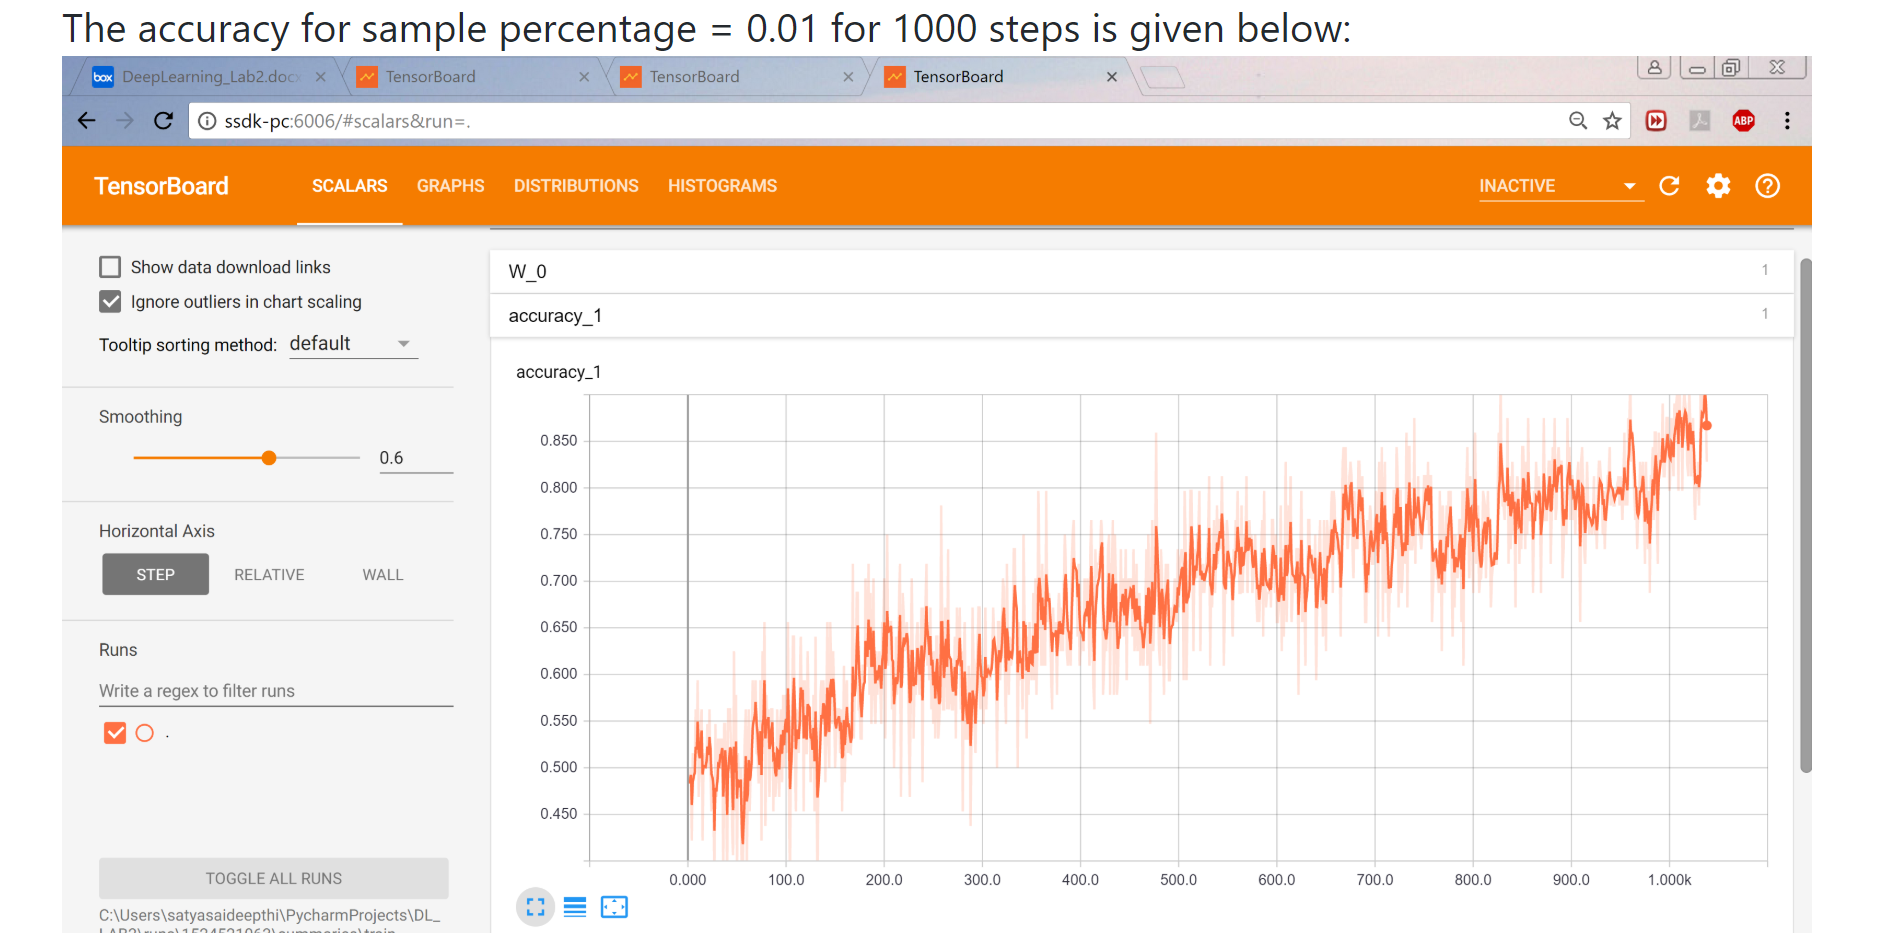 The accuracy for sample percentage = 0.01 for 1000 steps is given below:
box DeepLearning_Lab2.docx TensorBoard TensorBoard TensorBoard
ssdk-pc:6006/#scalars&run=. ABP
TensorBoard SCALARS GRAPHS DISTRIBUTIONS HISTOGRAMS INACTIVE
Show data download links
Ignore outliers in chart scaling
Tooltip sorting method: default
Smoothing
0.6
Horizontal Axis
STEP RELATIVE WALL
Runs
Write a regex to filter runs
.
TOGGLE ALL RUNS
C:\Users\satyasaideepthi\PycharmProjects\DL_
W_0 1
accuracy_1 1
accuracy_1
0.850
0.800
0.750
0.700
0.650
0.600
0.550
0.500
0.450
0.000 100.0 200.0 300.0 400.0 500.0 600.0 700.0 800.0 900.0 1.000k